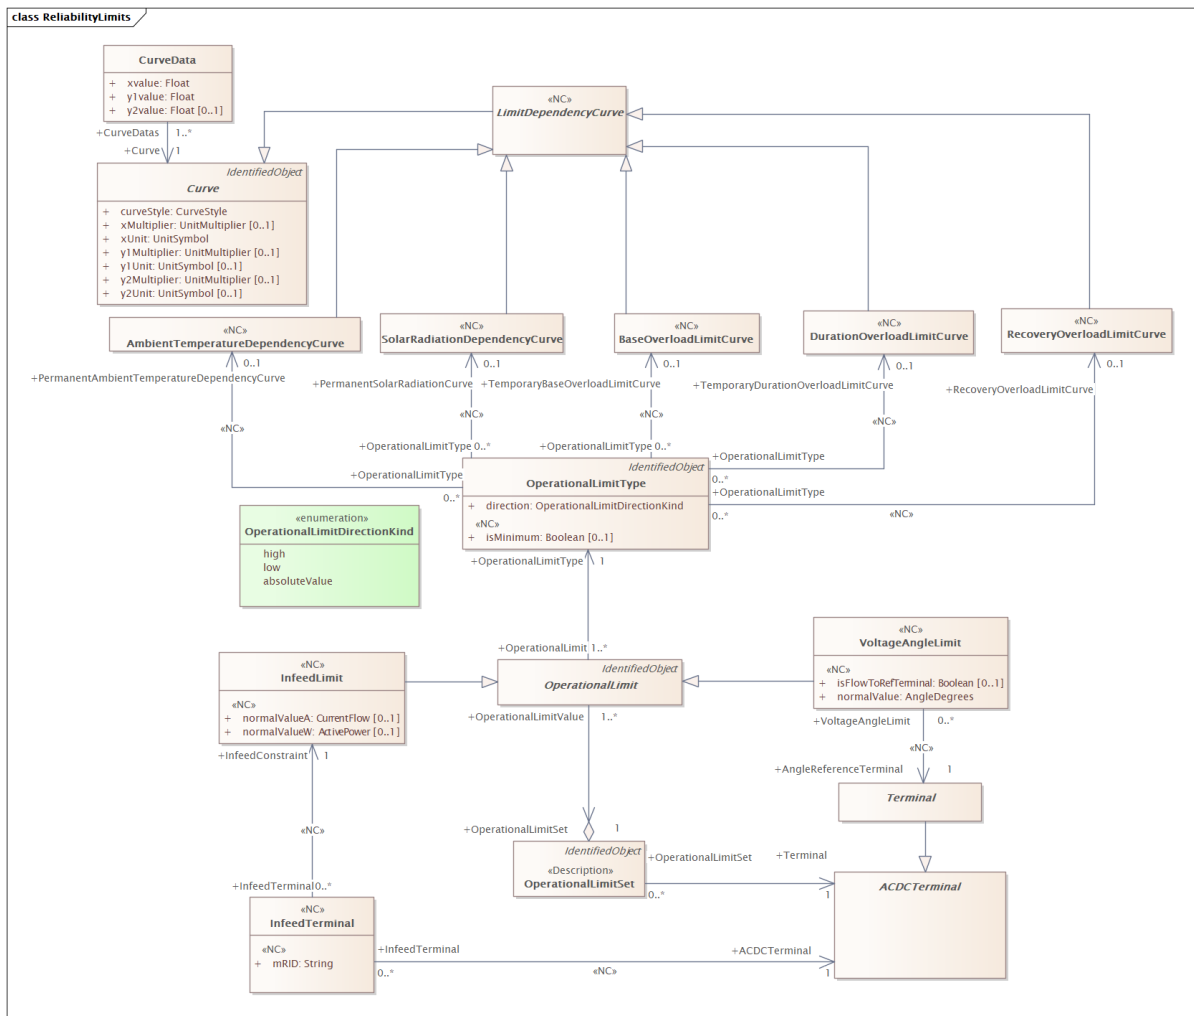 class ReliabilityLimits
CurveData
+ xvalue: Float
+ y1value: Float
+ y2value: Float [0..1]
+CurveDatas 1..*
+Curve 1
IdentifiedObject
Curve
+ curveStyle: CurveStyle
+ xMultiplier: UnitMultiplier [0..1]
+ xUnit: UnitSymbol
+ y1Multiplier: UnitMultiplier [0..1]
+ y1Unit: UnitSymbol [0..1]
+ y2Multiplier: UnitMultiplier [0..1]
+ y2Unit: UnitSymbol [0..1]
«NC»
LimitDependencyCurve
«NC»
AmbientTemperatureDependencyCurve
«NC»
SolarRadiationDependencyCurve
«NC»
BaseOverloadLimitCurve
«NC»
DurationOverloadLimitCurve
«NC»
RecoveryOverloadLimitCurve
0..1
+PermanentAmbientTemperatureDependencyCurve
0..1
+PermanentSolarRadiationCurve
0..1
+TemporaryBaseOverloadLimitCurve
0..1
+TemporaryDurationOverloadLimitCurve
0..1
+RecoveryOverloadLimitCurve
«NC»
«NC»
«NC»
«NC»
«NC»
+OperationalLimitType 0..*
+OperationalLimitType 0..*
+OperationalLimitType
0..*
+OperationalLimitType
0..*
+OperationalLimitType
0..*
IdentifiedObject
OperationalLimitType
+ direction: OperationalLimitDirectionKind
«NC»
+ isMinimum: Boolean [0..1]
«enumeration»
OperationalLimitDirectionKind
high
low
absoluteValue
+OperationalLimitType 1
+OperationalLimit 1..*
IdentifiedObject
OperationalLimit
+OperationalLimitValue 1..*
«NC»
InfeedLimit
«NC»
+ normalValueA: CurrentFlow [0..1]
+ normalValueW: ActivePower [0..1]
+InfeedConstraint 1
«NC»
VoltageAngleLimit
«NC»
+ isFlowToRefTerminal: Boolean [0..1]
+ normalValue: AngleDegrees
+VoltageAngleLimit 0..*
«NC»
+AngleReferenceTerminal 1
Terminal
«NC»
+OperationalLimitSet 1
IdentifiedObject
«Description»
OperationalLimitSet
+OperationalLimitSet
0..*
+Terminal
1
ACDCTerminal
+InfeedTerminal 0..*
«NC»
InfeedTerminal
«NC»
+ mRID: String
+InfeedTerminal
0..*
«NC»
+ACDCTerminal
1